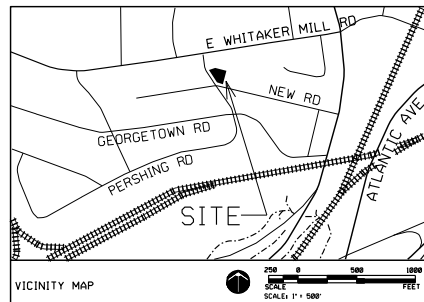 E WHITAKER MILL RD
NEW RD
GEORGETOWN RD
ATLANTIC AVE
PERSHING RD
SITE
VICINITY MAP
250 0 500 1000
SCALE FEET
SCALE: 1" = 500'